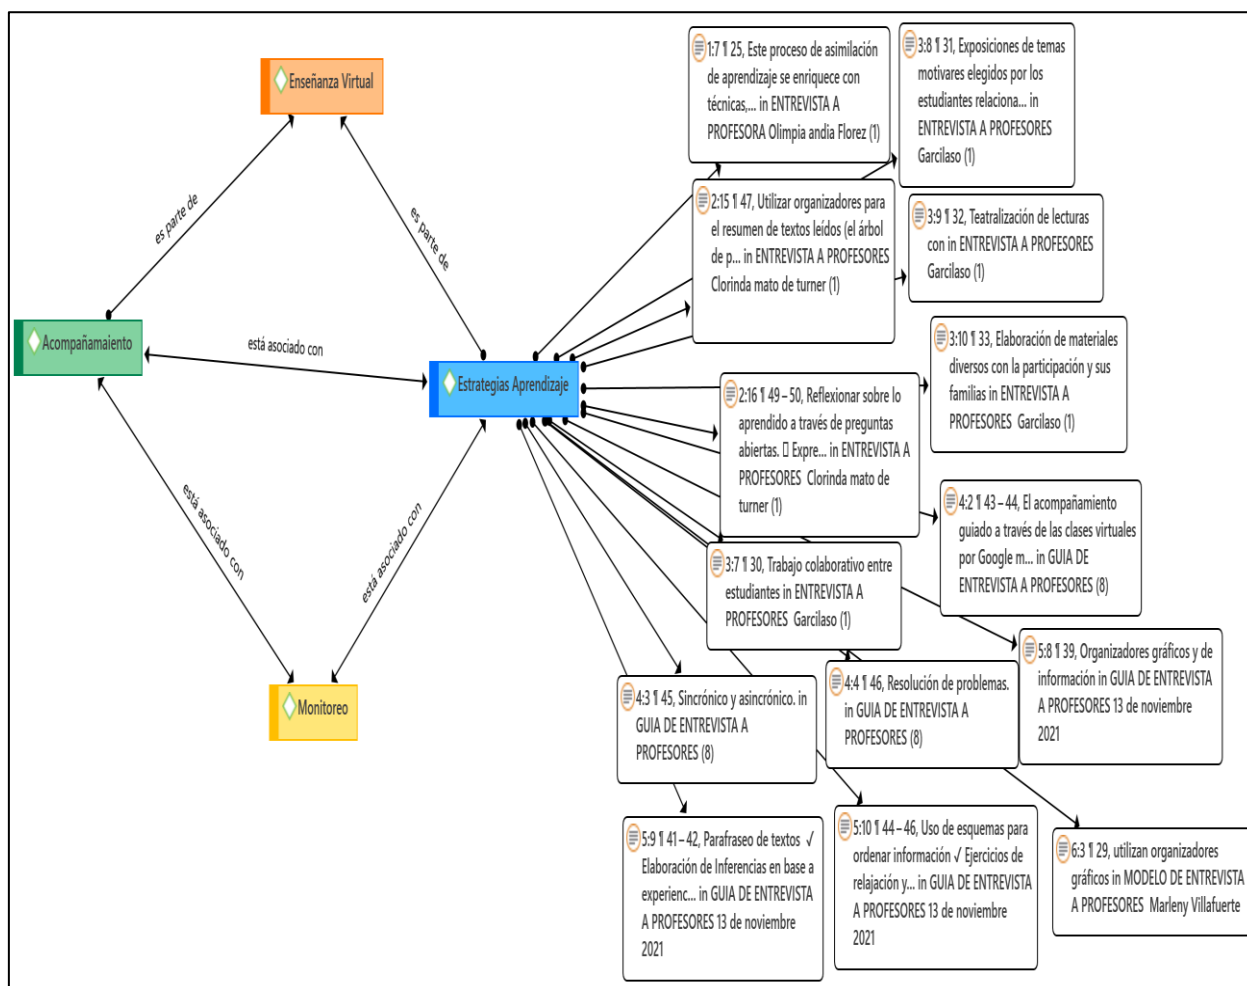 Enseñanza Virtual
es parte de
es parte de
Acompañamaiento
está asociado con
Estrategias Aprendizaje
está asociado con
está asociado con
Monitoreo
1:7 ¶ 25, Este proceso de asimilación
de aprendizaje se enriquece con
técnicas,... in ENTREVISTA A
PROFESORA Olimpia andia Florez (1)
3:8 ¶ 31, Exposiciones de temas
motivares elegidos por los
estudiantes relaciona... in
ENTREVISTA A PROFESORES
Garcilaso (1)
2:15 ¶ 47, Utilizar organizadores para
el resumen de textos leídos (el árbol
de p... in ENTREVISTA A PROFESORES
Clorinda mato de turner (1)
3:9 ¶ 32, Teatralización de lecturas
con in ENTREVISTA A PROFESORES
Garcilaso (1)
3:10 ¶ 33, Elaboración de materiales
diversos con la participación y sus
familias in ENTREVISTA A
PROFESORES Garcilaso (1)
2:16 ¶ 49 – 50, Reflexionar sobre lo
aprendido a través de preguntas
abiertas. ▯ Expre... in ENTREVISTA A
PROFESORES Clorinda mato de
turner (1)
4:2 ¶ 43 – 44, El acompañamiento
guiado a través de las clases virtuales
por Google m... in GUIA DE
ENTREVISTA A PROFESORES (8)
3:7 ¶ 30, Trabajo colaborativo entre
estudiantes in ENTREVISTA A
PROFESORES Garcilaso (1)
5:8 ¶ 39, Organizadores gráficos y de
información in GUIA DE ENTREVISTA
A PROFESORES 13 de noviembre
2021
4:3 ¶ 45, Sincrónico y asincrónico. in
GUIA DE ENTREVISTA A
PROFESORES (8)
4:4 ¶ 46, Resolución de problemas.
in GUIA DE ENTREVISTA A
PROFESORES (8)
5:9 ¶ 41 – 42, Parafraseo de textos √
Elaboración de Inferencias en base a
experienc... in GUIA DE ENTREVISTA
A PROFESORES 13 de noviembre
2021
5:10 ¶ 44 – 46, Uso de esquemas para
ordenar información √ Ejercicios de
relajación y... in GUIA DE ENTREVISTA
A PROFESORES 13 de noviembre
2021
6:3 ¶ 29, utilizan organizadores
gráficos in MODELO DE ENTREVISTA
A PROFESORES Marleny Villafuerte